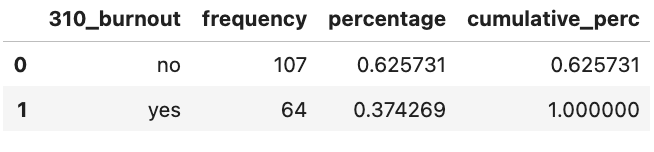 310_burnout frequency percentage cumulative_perc
0 no 107 0.625731 0.625731
1 yes 64 0.374269 1.000000